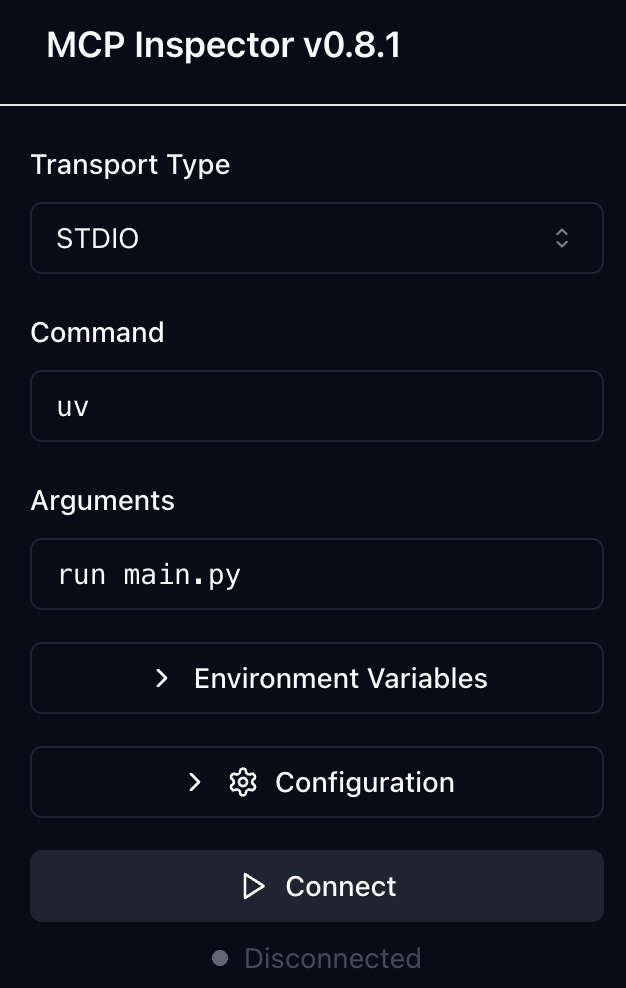 MCP Inspector v0.8.1
Transport Type
STDIO
Command
uv
Arguments
run main.py
Environment Variables
Configuration
Connect
Disconnected